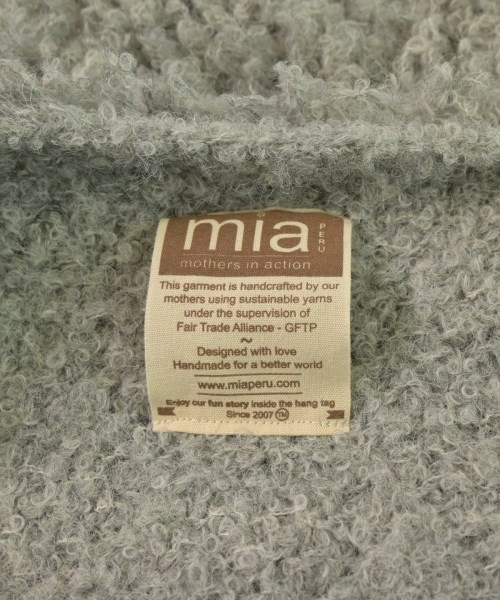 mia PERU
mothers in action
This garment is handcrafted by our
mothers using sustainable yarns
under the supervision of
Fair Trade Alliance - GFTP
~
Designed with love
Handmade for a better world
www.miaperu.com
Enjoy our fun story inside the hang tag
Since 2007 TM